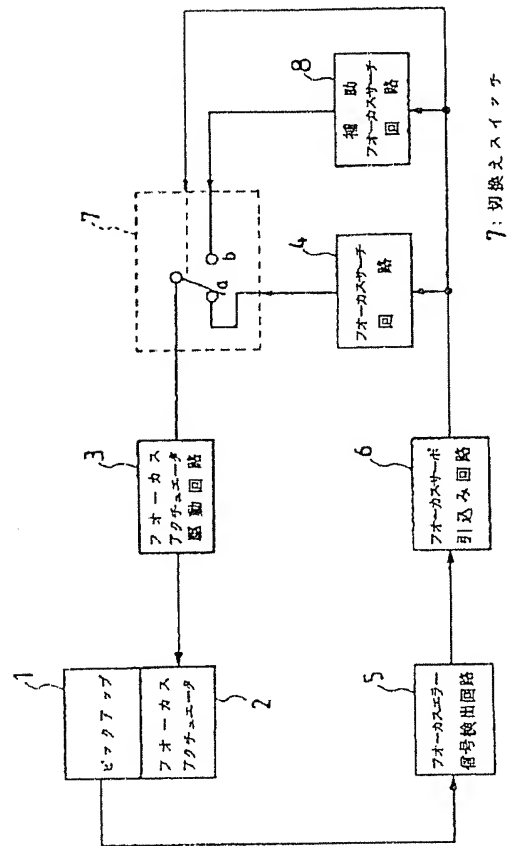 1
ピックアップ
フォーカス
アクチュエータ
2
3
フォーカス
アクチュエータ
駆動回路
7
a
b
4
フォーカスサーチ
回路
8
補助
フォーカスサーチ
回路
5
フォーカスエラー
信号検出回路
6
フォーカスサーボ
引込み回路
7:切換えスイッチ